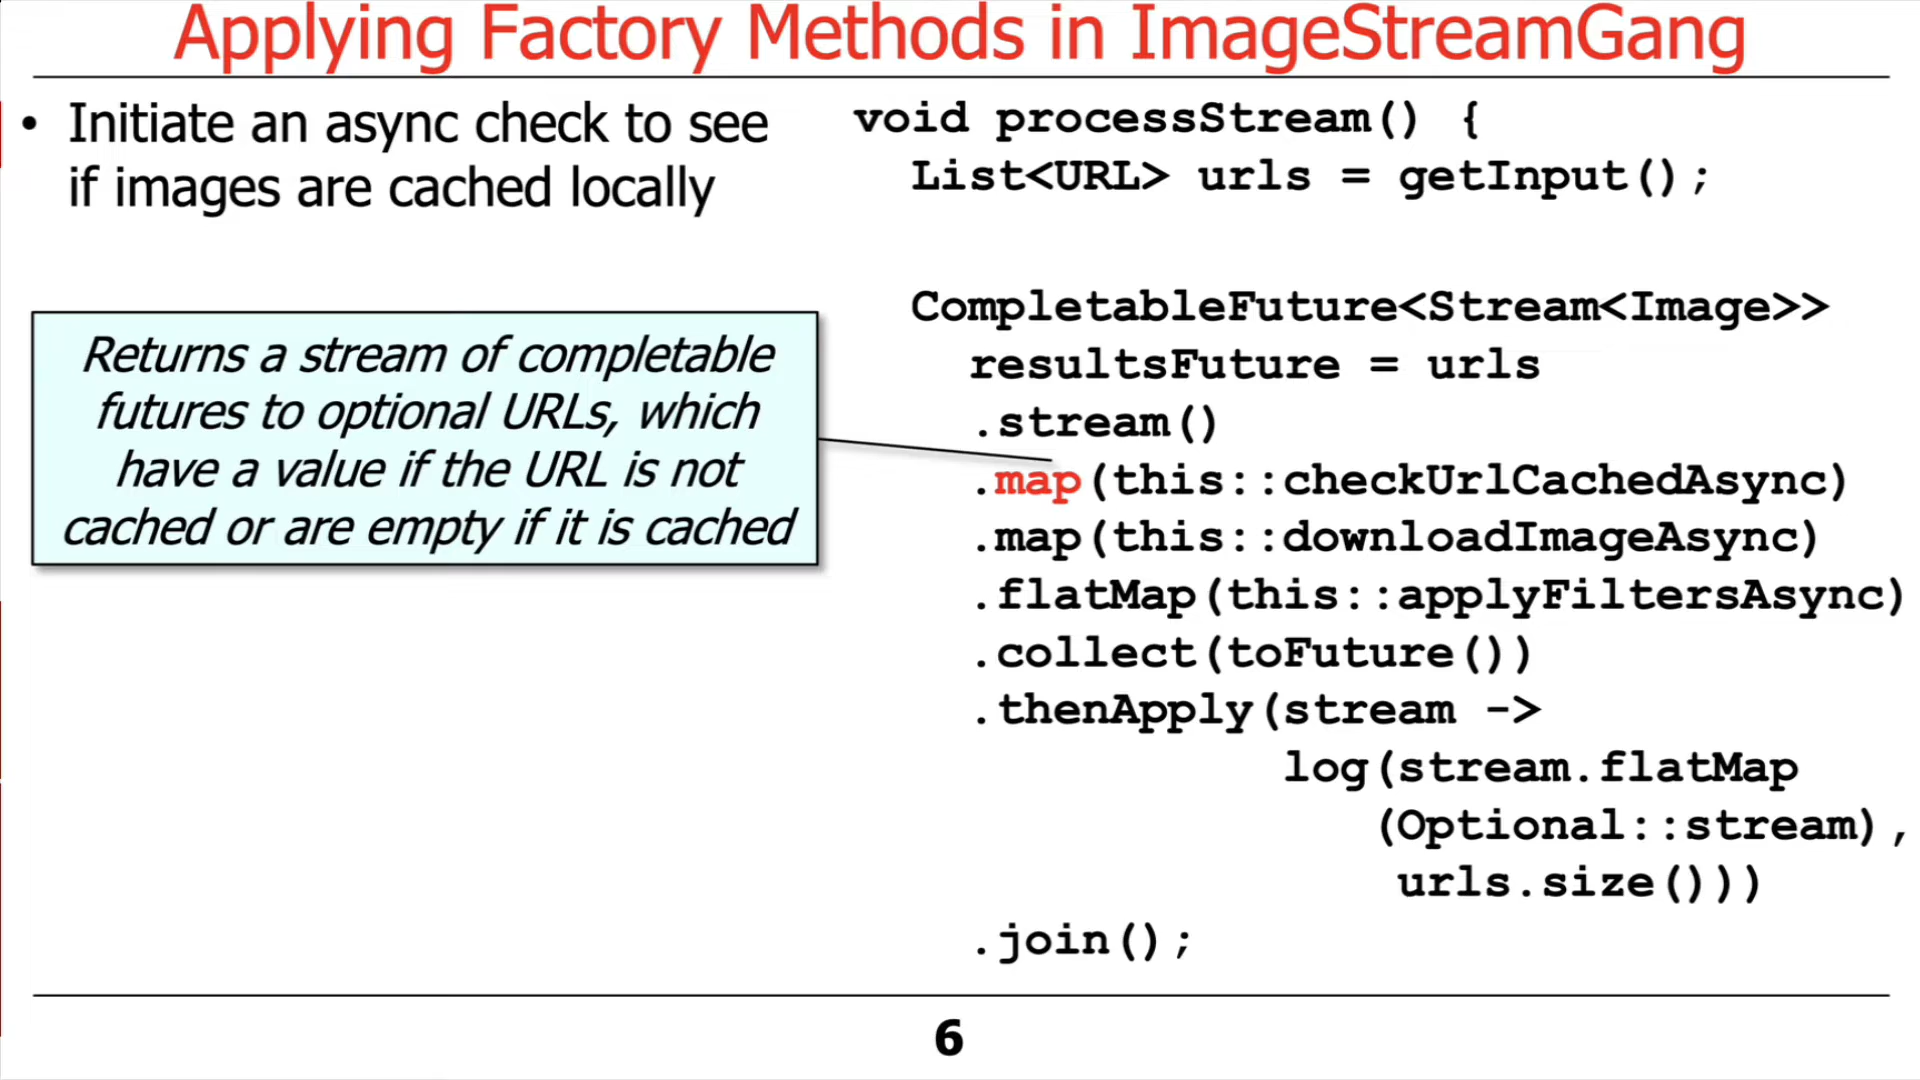 Applying Factory Methods in ImageStreamGang
• Initiate an async check to see
if images are cached locally
Returns a stream of completable
futures to optional URLs, which
have a value if the URL is not
cached or are empty if it is cached
void processStream() {
List<URL> urls = getInput();
CompletableFuture<Stream<Image>>
resultsFuture = urls
.stream()
.map(this::checkUrlCachedAsync)
.map(this::downloadImageAsync)
.flatMap(this::applyFiltersAsync)
.collect(toFuture())
.thenApply(stream ->
log(stream.flatMap
(Optional::stream),
urls.size()))
.join();
6